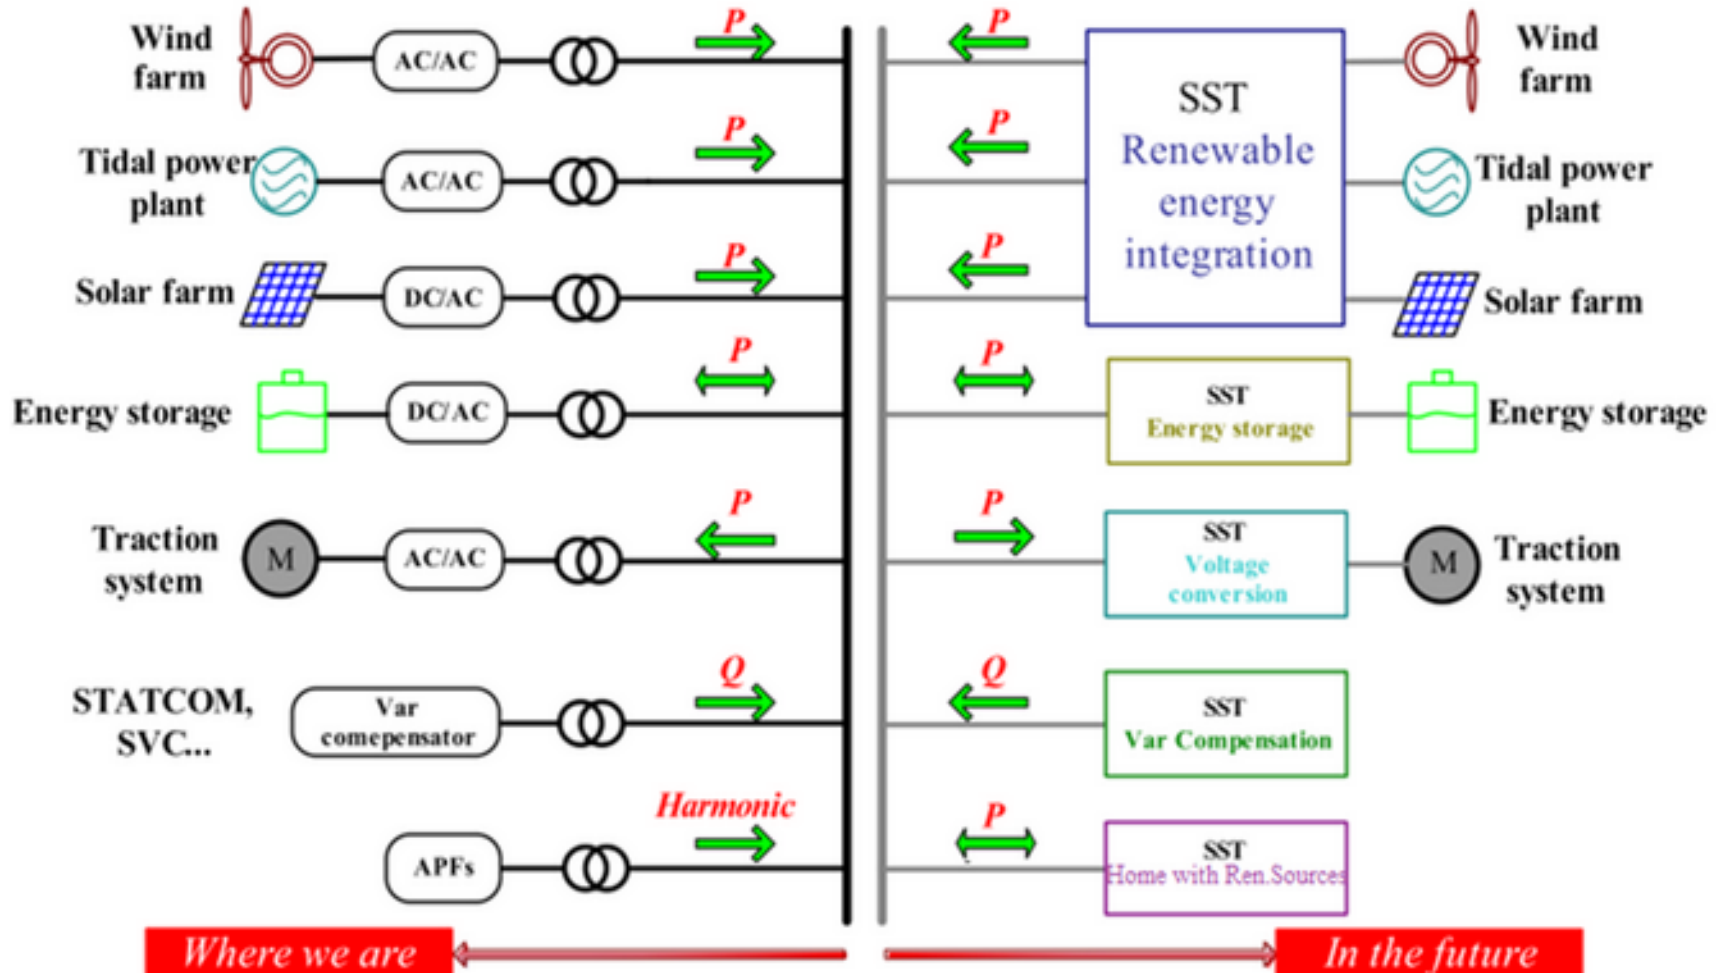 Wind
farm
AC/AC
P
P
SST
Renewable
energy
integration
Wind
farm
Tidal power
plant
AC/AC
P
P
Tidal power
plant
Solar farm
DC/AC
P
P
Solar farm
Energy storage
DC/AC
P
P
SST
Energy storage
Energy storage
Traction
system
M
AC/AC
P
P
SST
Voltage
conversion
M
Traction
system
STATCOM,
SVC...
Var
comepensator
Q
Q
SST
Var Compensation
APFs
Harmonic
P
SST
Home with Ren.Sources
Where we are
In the future